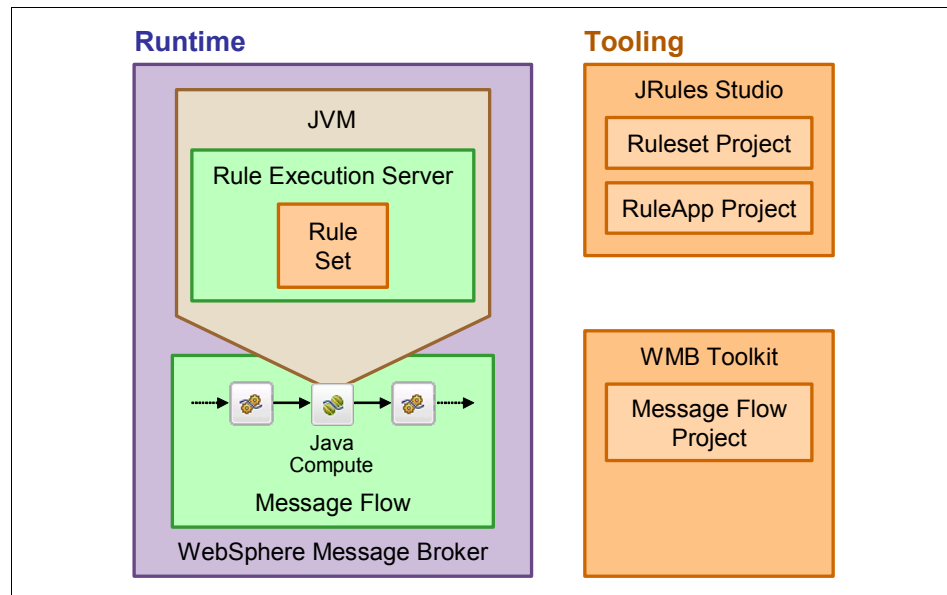 Runtime
Tooling
JVM
Rule Execution Server
Rule
Set
Java
Compute
Message Flow
WebSphere Message Broker
JRules Studio
Ruleset Project
RuleApp Project
WMB Toolkit
Message Flow
Project